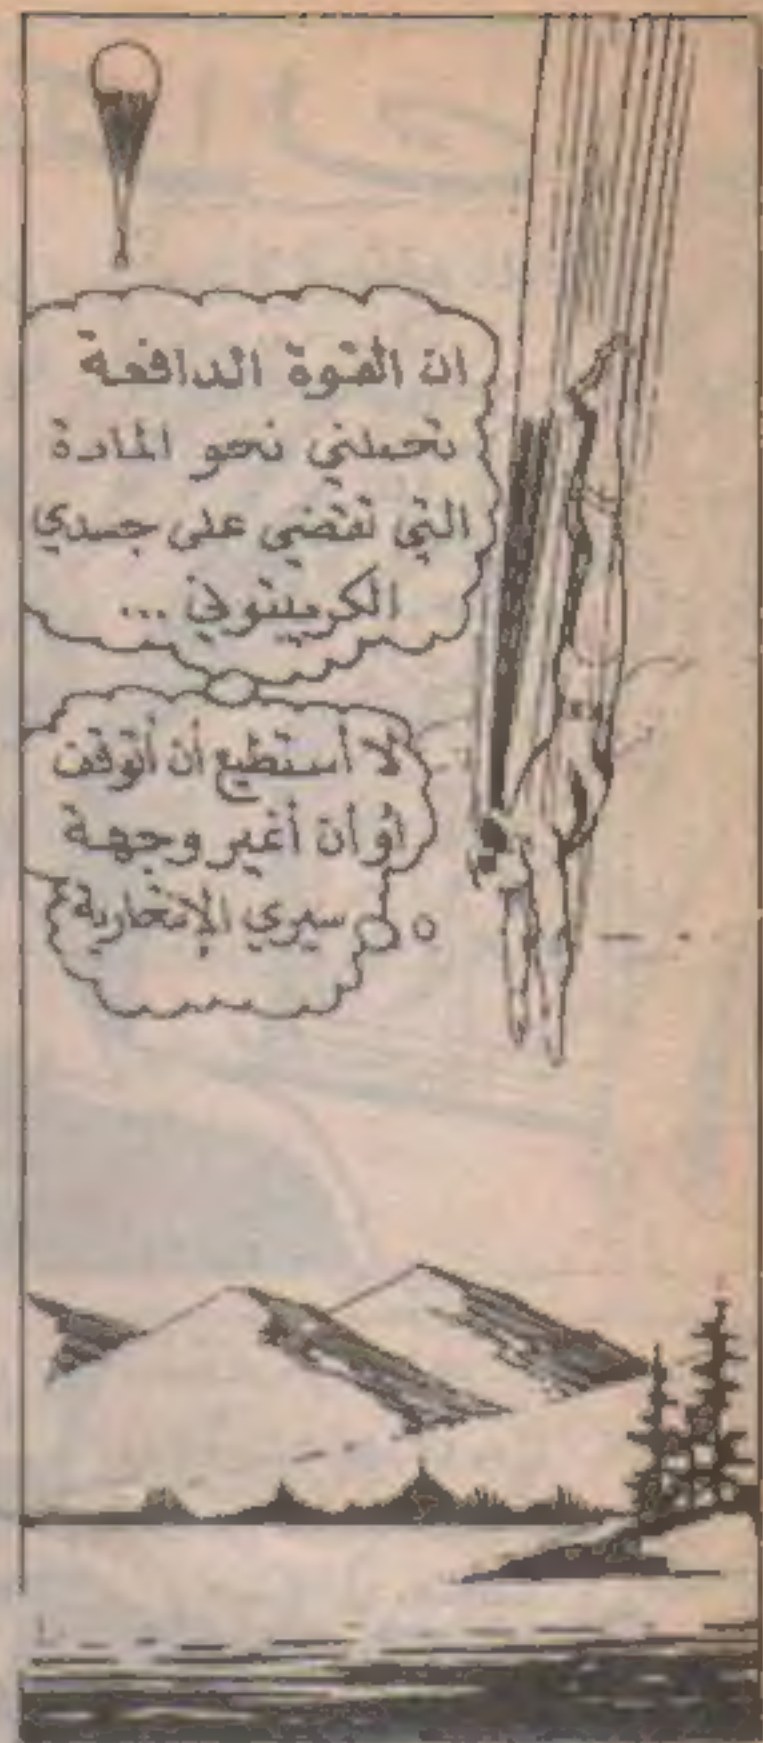 ان القوة الدافعة
تحملني نحو المادة
التي تقضي على جسدي
الكريبتوني ...
لا أستطيع أن أتوقف
أو أن أغير وجهة
سيري الإنتحارية